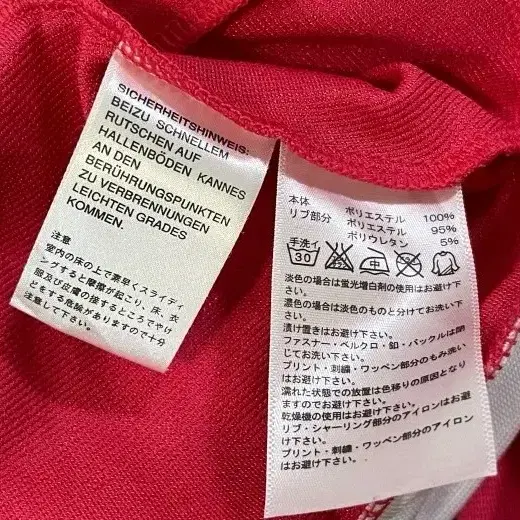 SICHERHEITSHINWEIS:
BEIZU SCHNELLEM
RUTSCHEN AUF
HALLENBÖDEN KANNES
AN DEN
BERÜHRUNGSPUNKTEN
ZU VERBRENNUNGEN
LEICHTEN GRADES
KOMMEN.
注意
室内の床の上で素早くスライディ
ングすると摩擦が起こり、床、衣
服及び皮膚の接するところでやけ
どをする危険がありますので十分
注意して下さい。
本体 ポリエステル 100%
リブ部分 ポリエステル 95%
ポリウレタン 5%
手洗イ
30 中
淡色の場合は蛍光増白剤の使用はお避け下
さい。
濃色の場合は淡色のものと分けてお洗い下
さい。
漬け置きはお避け下さい。
ファスナー・ベルクロ・釦・バックルは閉
じてお洗い下さい。
プリント・刺繍・ワッペン部分のもみ洗い
はお避け下さい。
濡れた状態での放置は色移りの原因となり
ますのでお避け下さい。
乾燥機の使用はお避け下さい。
リブ・シャーリング部分のアイロンはお避
け下さい。
プリント・刺繍・ワッペン部分のアイロン
はお避け下さい。